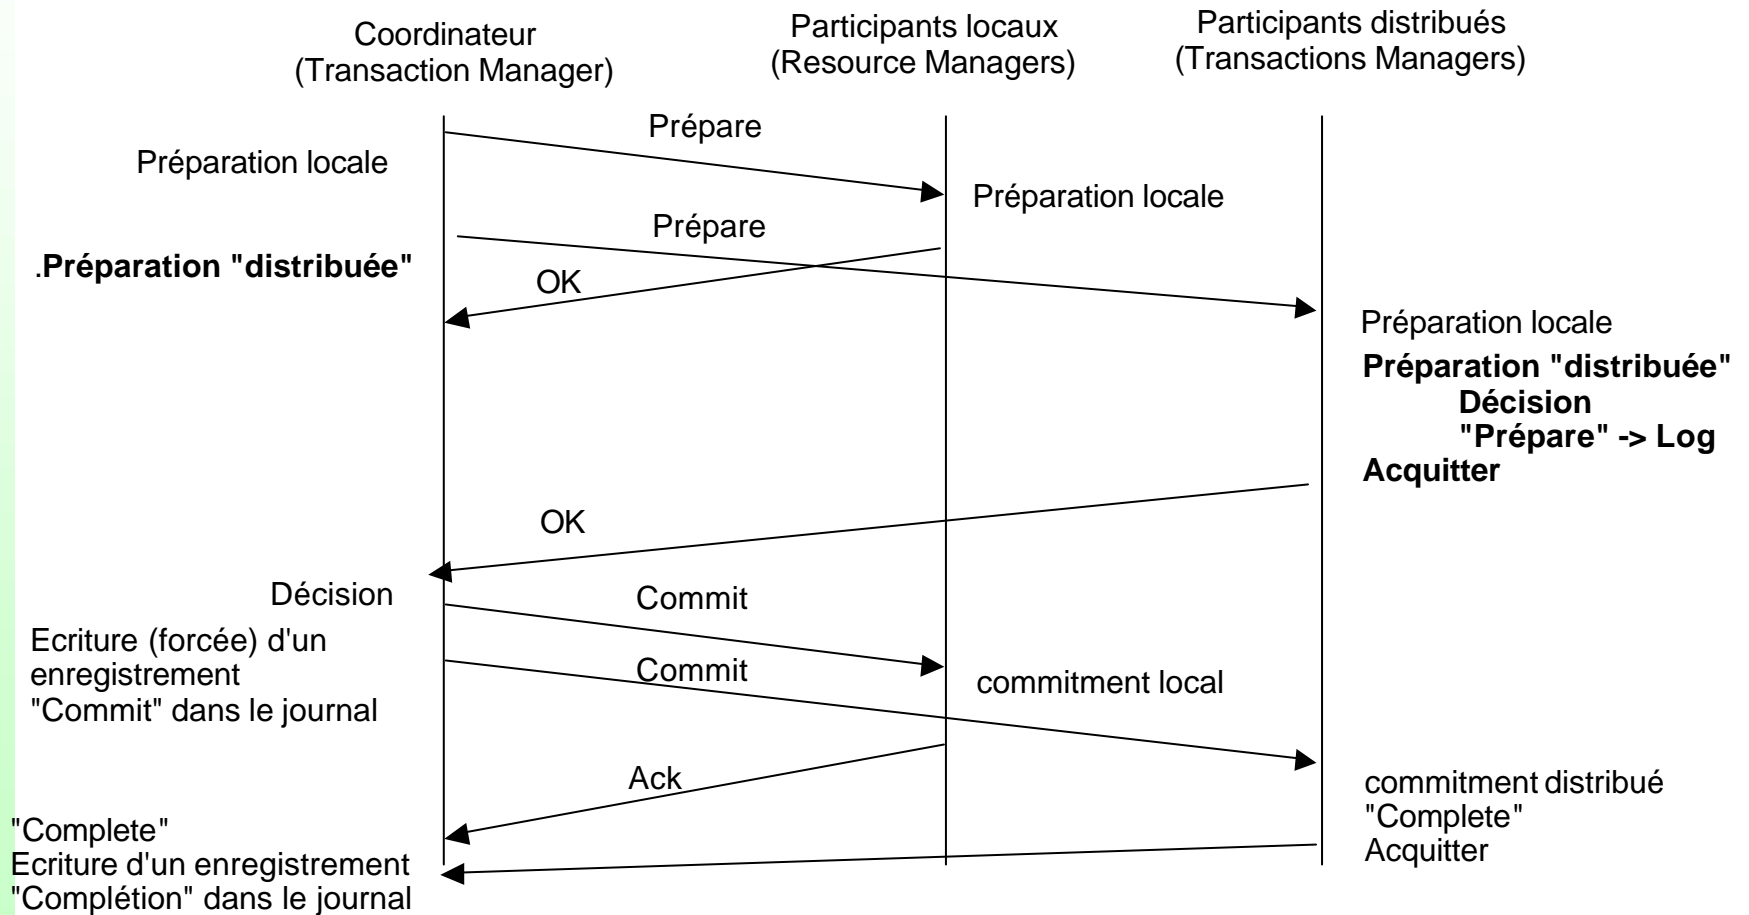 Coordinateur
(Transaction Manager)
Participants locaux
(Resource Managers)
Participants distribués
(Transactions Managers)
Prépare
Préparation locale
Préparation locale
Prépare
.Préparation "distribuée"
OK
Préparation locale
Préparation "distribuée"
Décision
"Prépare" -> Log
Acquitter
OK
Décision
Commit
Ecriture (forcée) d'un
enregistrement
"Commit" dans le journal
Commit
commitment local
Ack
commitment distribué
"Complete"
Acquitter
"Complete"
Ecriture d'un enregistrement
"Complétion" dans le journal